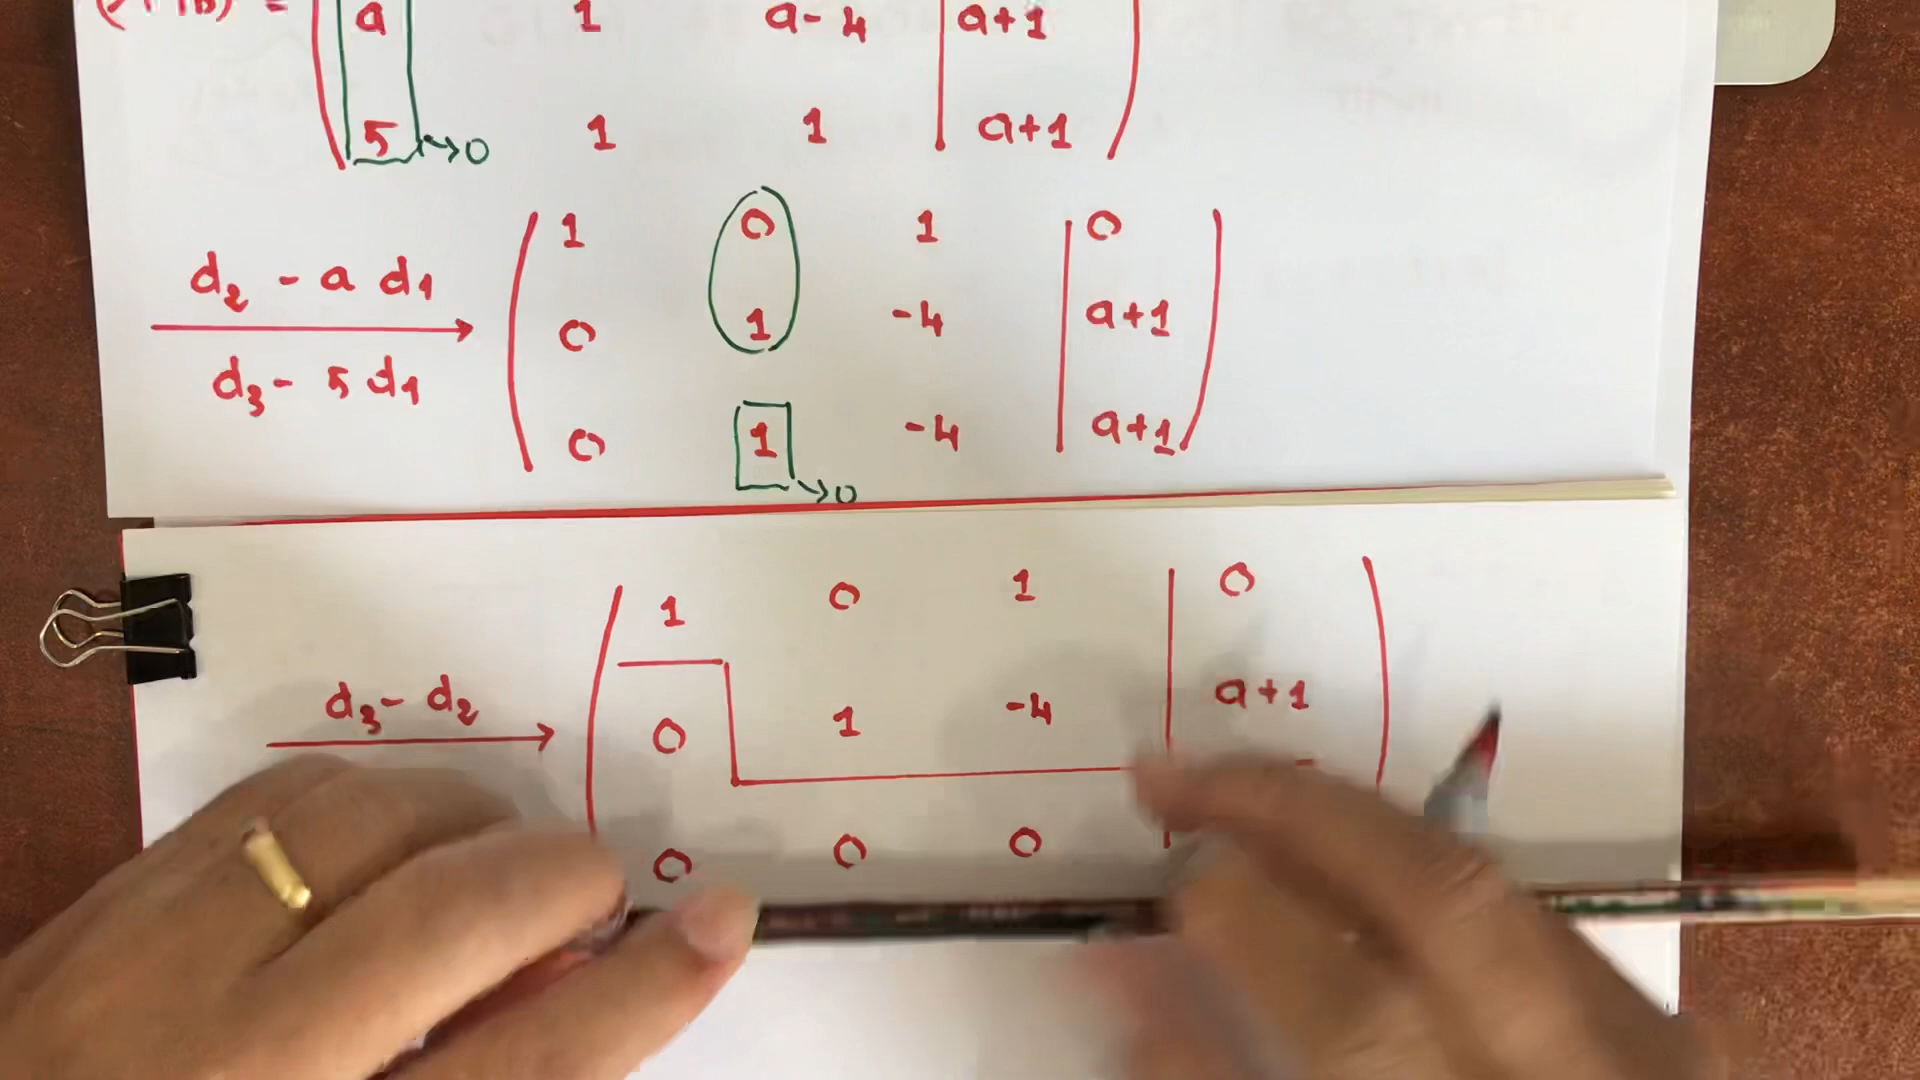 a 1 a-4 | a+1
5 →0 1 1 | a+1
d2 - a d1
d3 - 5 d1
1 0 1 | 0
0 1 -4 | a+1
0 1 -4 | a+1
→0
d3 - d2
1 0 1 | 0
0 1 -4 | a+1
0 0 0